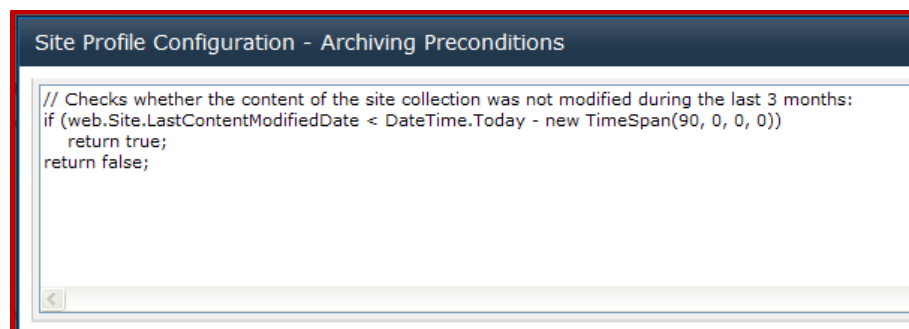 Site Profile Configuration - Archiving Preconditions
// Checks whether the content of the site collection was not modified during the last 3 months:
if (web.Site.LastContentModifiedDate < DateTime.Today - new TimeSpan(90, 0, 0, 0))
return true;
return false;